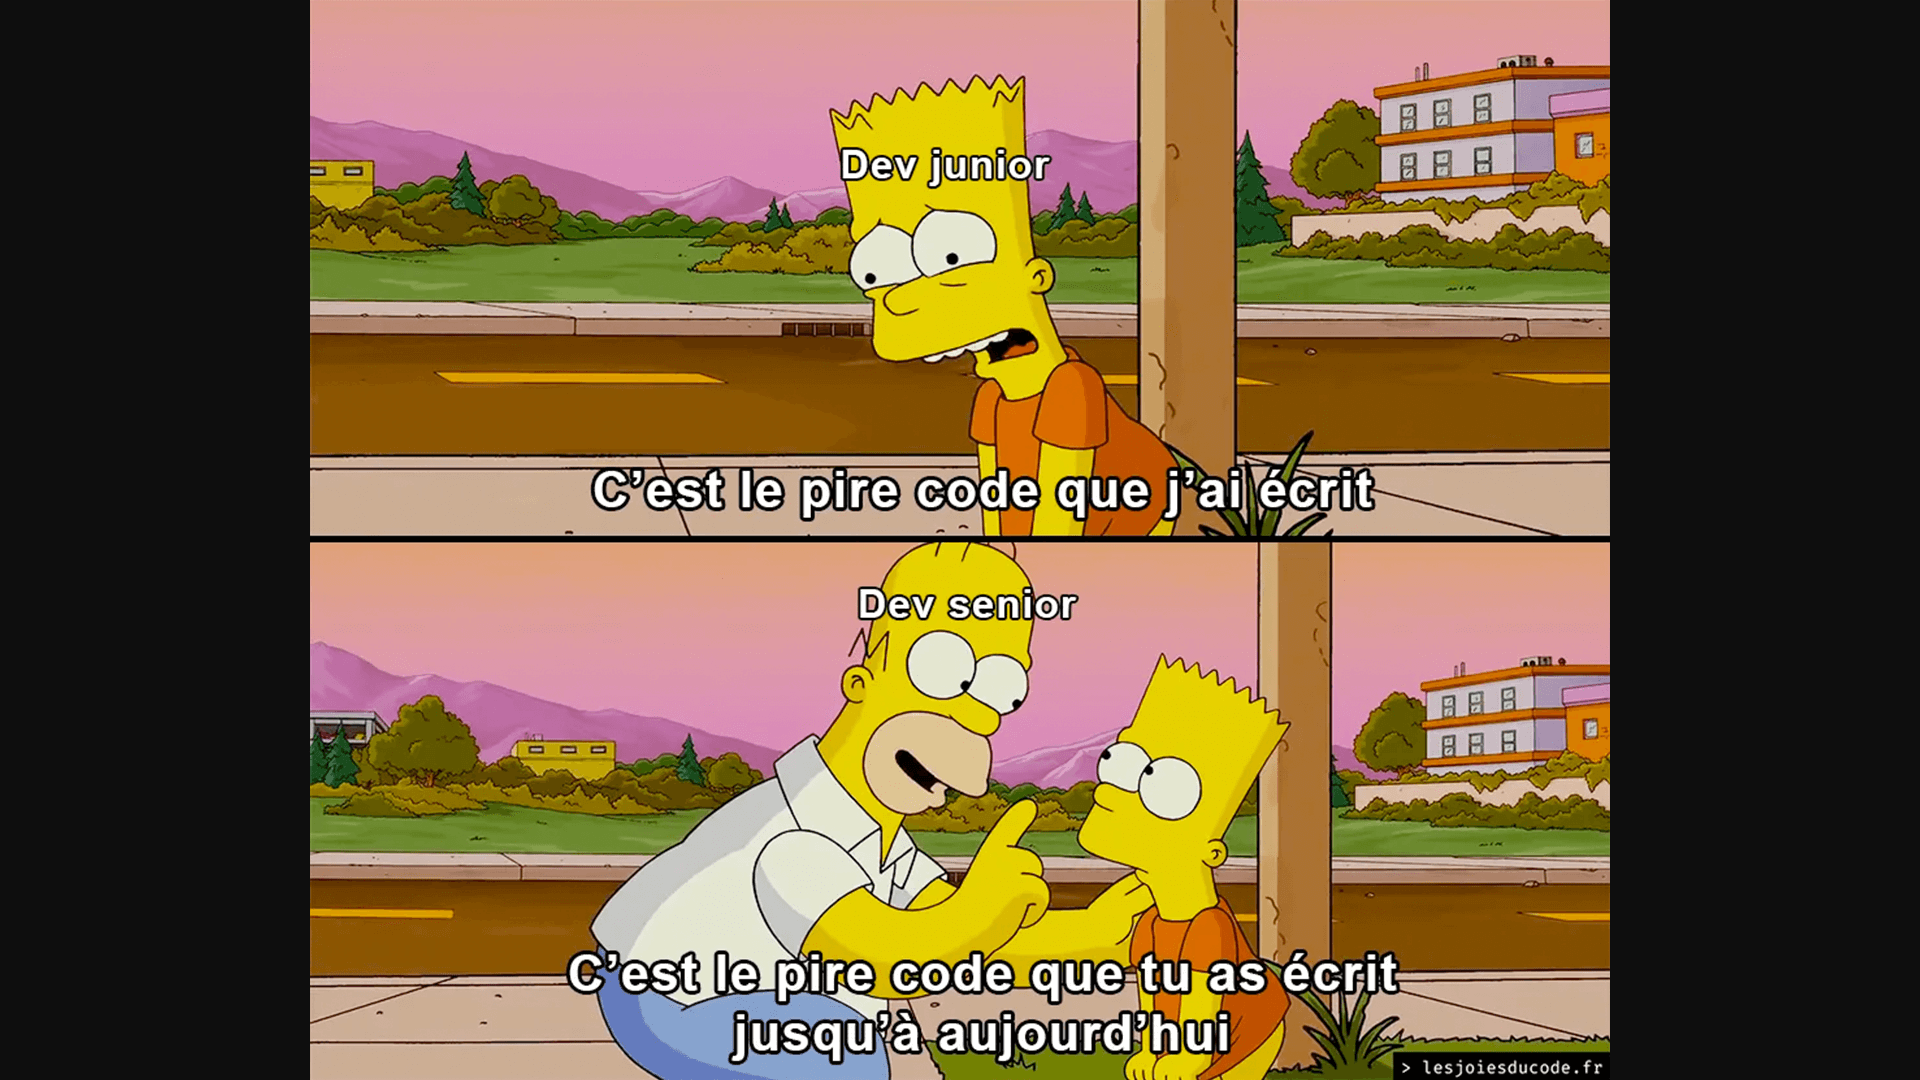 Dev junior
C’est le pire code que j’ai écrit
Dev senior
C’est le pire code que tu as écrit
jusqu’à aujourd’hui
> lesjoiesducode.fr